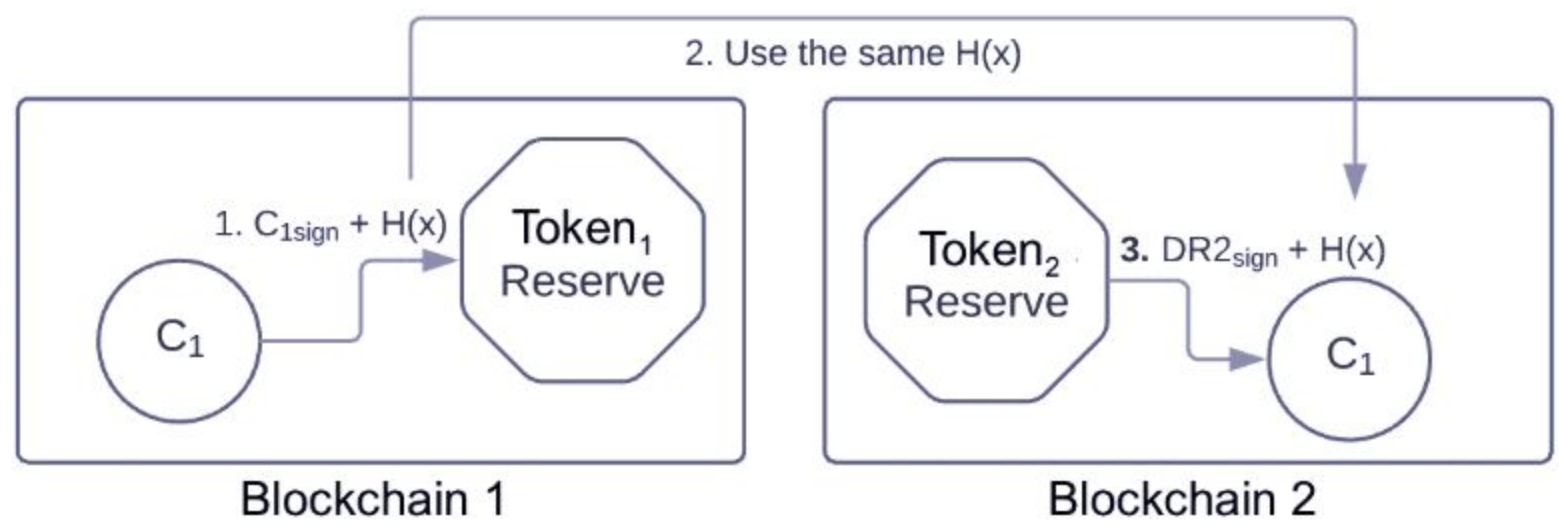 2. Use the same H(x)
1. C₁sign + H(x)
Token₁
Reserve
C₁
Blockchain 1
Token₂
Reserve
3. DR2sign + H(x)
C₁
Blockchain 2